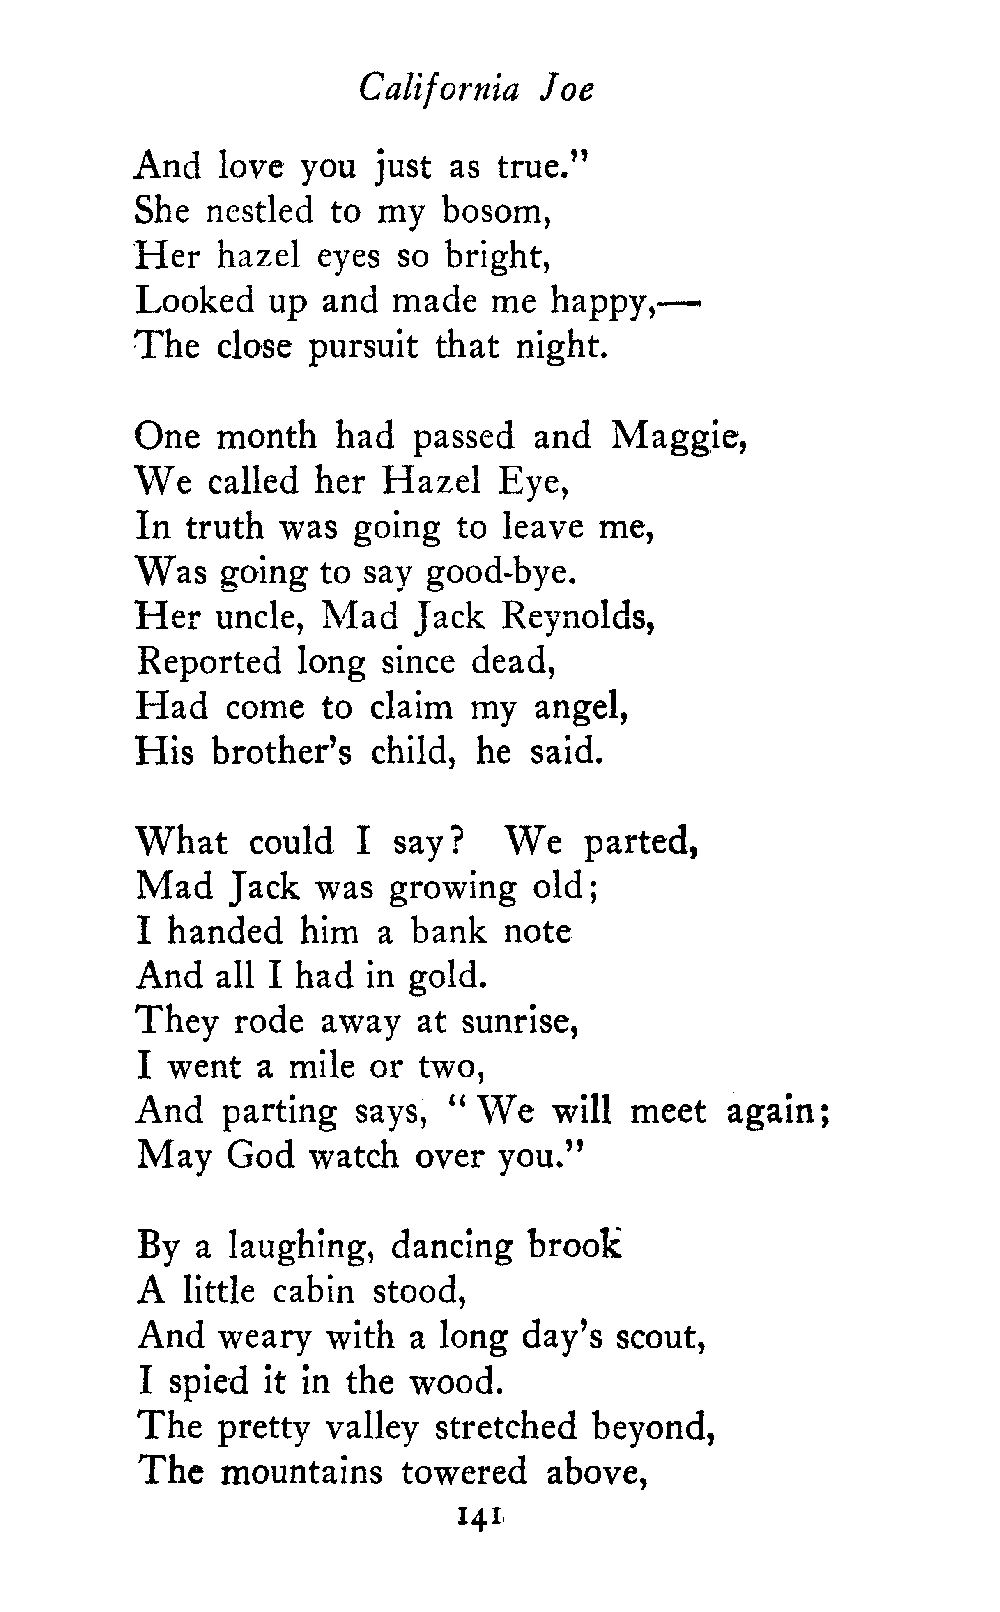 California Joe
And love you just as true."
She nestled to my bosom,
Her hazel eyes so bright,
Looked up and made me happy,—
The close pursuit that night.
One month had passed and Maggie,
We called her Hazel Eye,
In truth was going to leave me,
Was going to say good-bye.
Her uncle, Mad Jack Reynolds,
Reported long since dead,
Had come to claim my angel,
His brother's child, he said.
What could I say? We parted,
Mad Jack was growing old;
I handed him a bank note
And all I had in gold.
They rode away at sunrise,
I went a mile or two,
And parting says, "We will meet again;
May God watch over you."
By a laughing, dancing brook
A little cabin stood,
And weary with a long day's scout,
I spied it in the wood.
The pretty valley stretched beyond,
The mountains towered above,
141